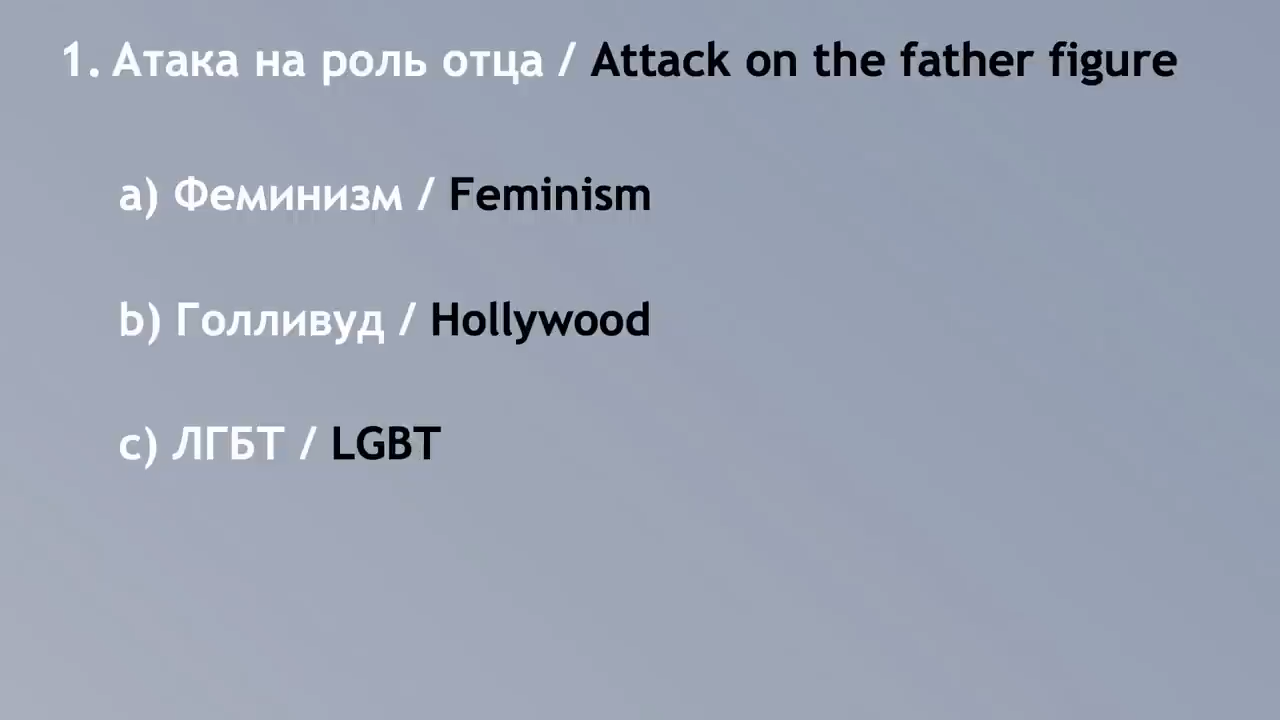 1. Атака на роль отца / Attack on the father figure
a) Феминизм / Feminism
b) Голливуд / Hollywood
c) ЛГБТ / LGBT